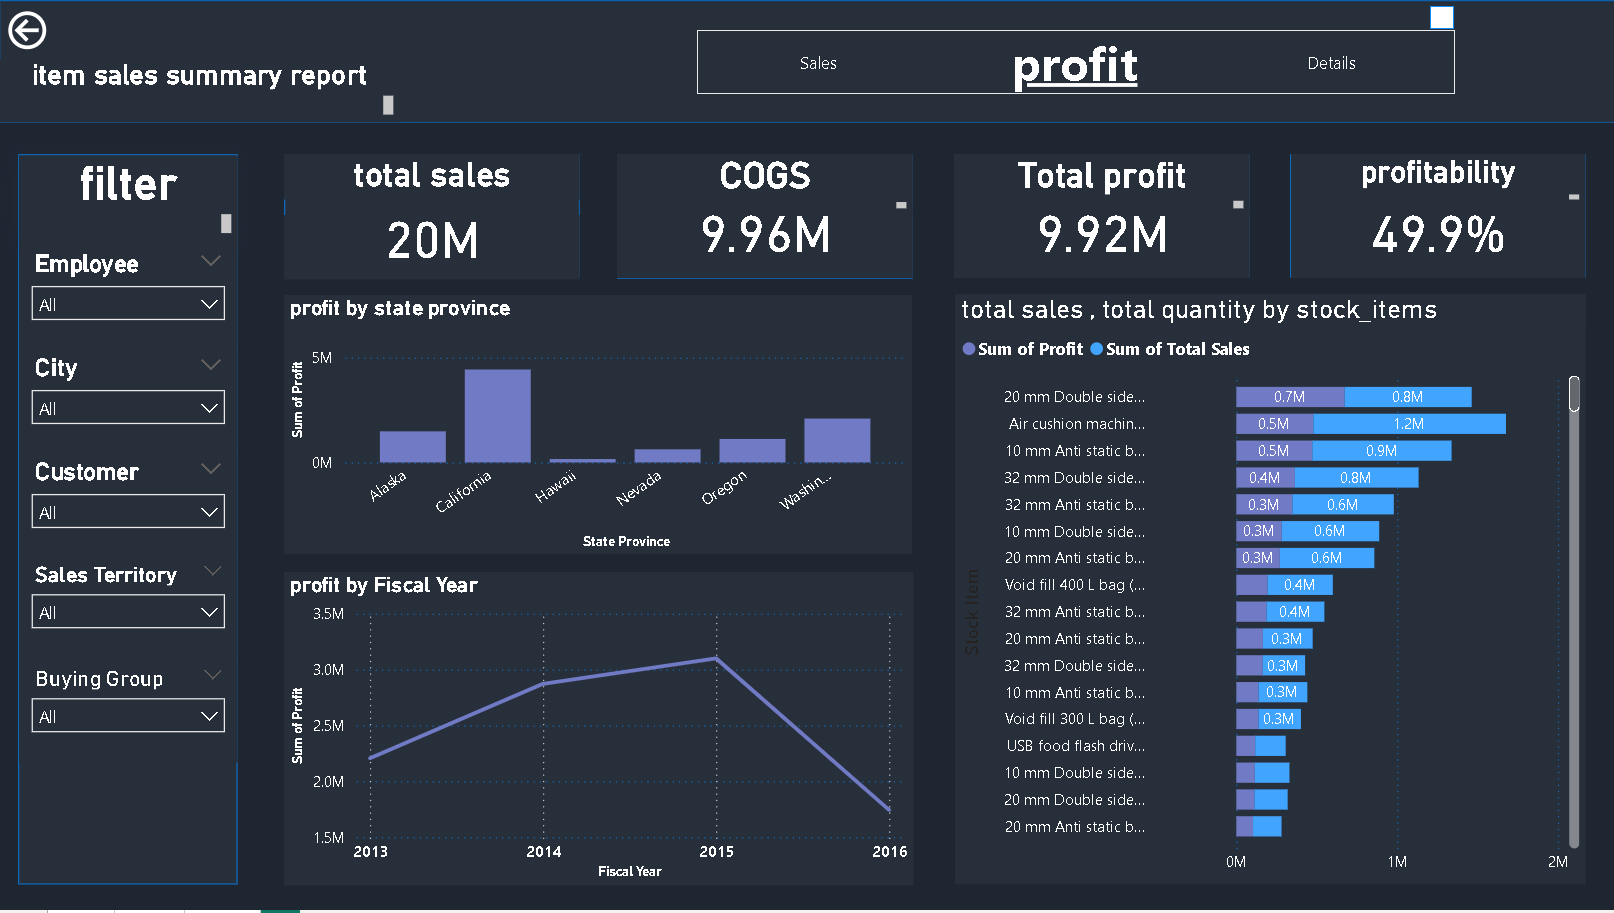 item sales summary report
Sales
profit
Details
filter
Employee
All
City
All
Customer
All
Sales Territory
All
Buying Group
All
total sales
20M
COGS
9.96M
Total profit
9.92M
profitability
49.9%
profit by state province
Sum of Profit
5M
0M
Alaska
California
Hawaii
Nevada
Oregon
Washin...
State Province
profit by Fiscal Year
Sum of Profit
3.5M
3.0M
2.5M
2.0M
1.5M
2013
2014
2015
2016
Fiscal Year
total sales , total quantity by stock_items
Sum of Profit
Sum of Total Sales
Stock Item
20 mm Double side... 0.7M 0.8M
Air cushion machin... 0.5M 1.2M
10 mm Anti static b... 0.5M 0.9M
32 mm Double side... 0.4M 0.8M
32 mm Anti static b... 0.3M 0.6M
10 mm Double side... 0.3M 0.6M
20 mm Anti static b... 0.3M 0.6M
Void fill 400 L bag (... 0.4M
32 mm Anti static b... 0.4M
20 mm Anti static b... 0.3M
32 mm Double side... 0.3M
10 mm Anti static b... 0.3M
Void fill 300 L bag (... 0.3M
USB food flash driv...
10 mm Double side...
20 mm Double side...
20 mm Anti static b...
0M
1M
2M